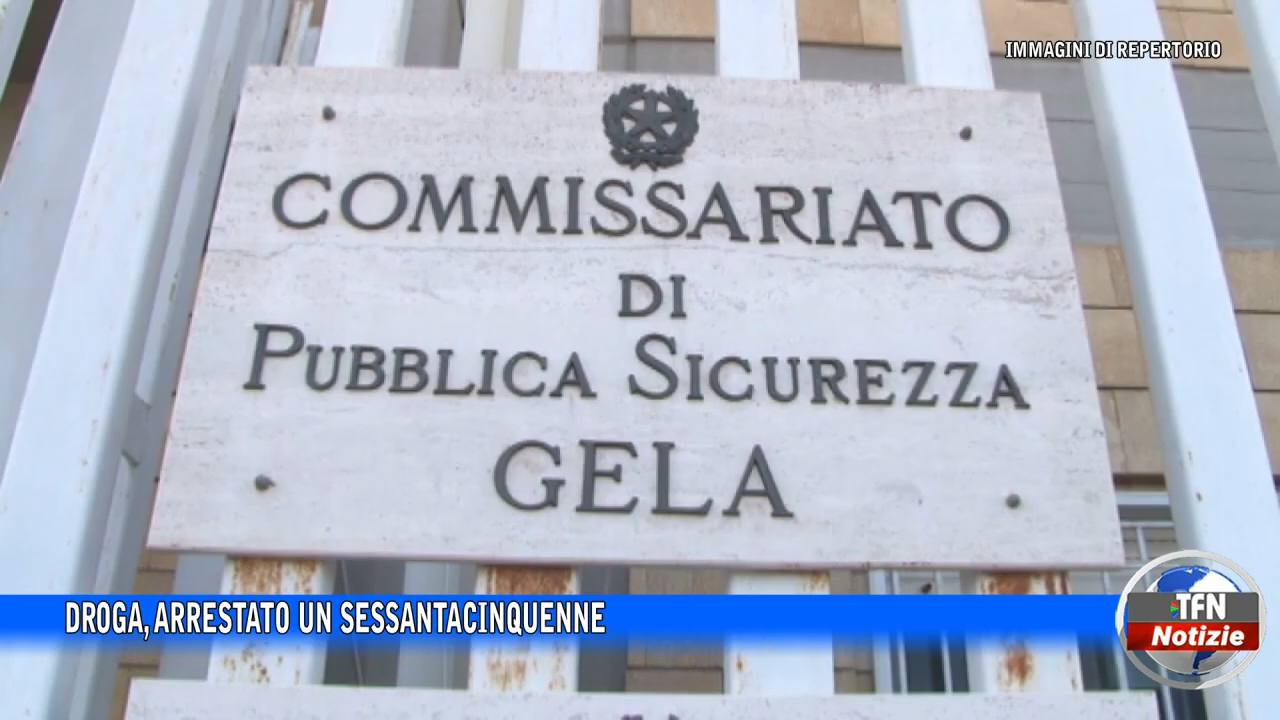 IMMAGINI DI REPERTORIO
COMMISSARIATO
DI
PUBBLICA SICUREZZA
GELA
DROGA, ARRESTATO UN SESSANTACINQUENNE
TFN
Notizie